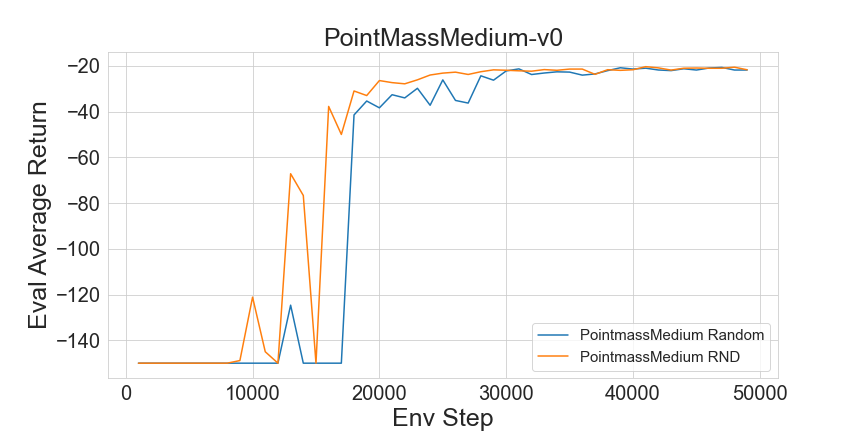 PointMassMedium-v0
Eval Average Return
−20
−40
−60
−80
−100
−120
−140
0
10000
20000
30000
40000
50000
Env Step
PointmassMedium Random
PointmassMedium RND